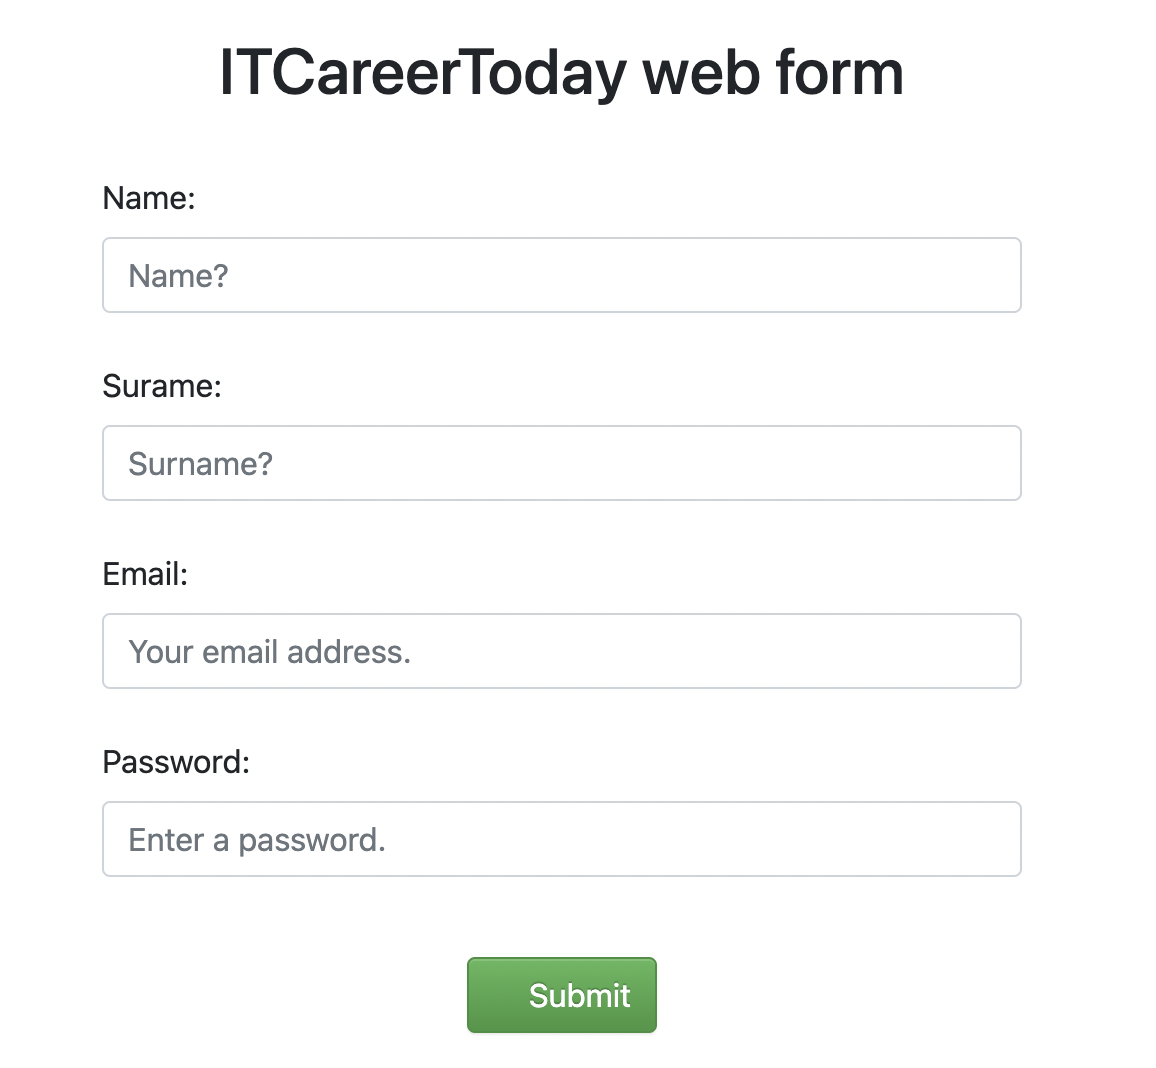 ITCareerToday web form
Name:
Name?
Surame:
Surname?
Email:
Your email address.
Password:
Enter a password.
Submit